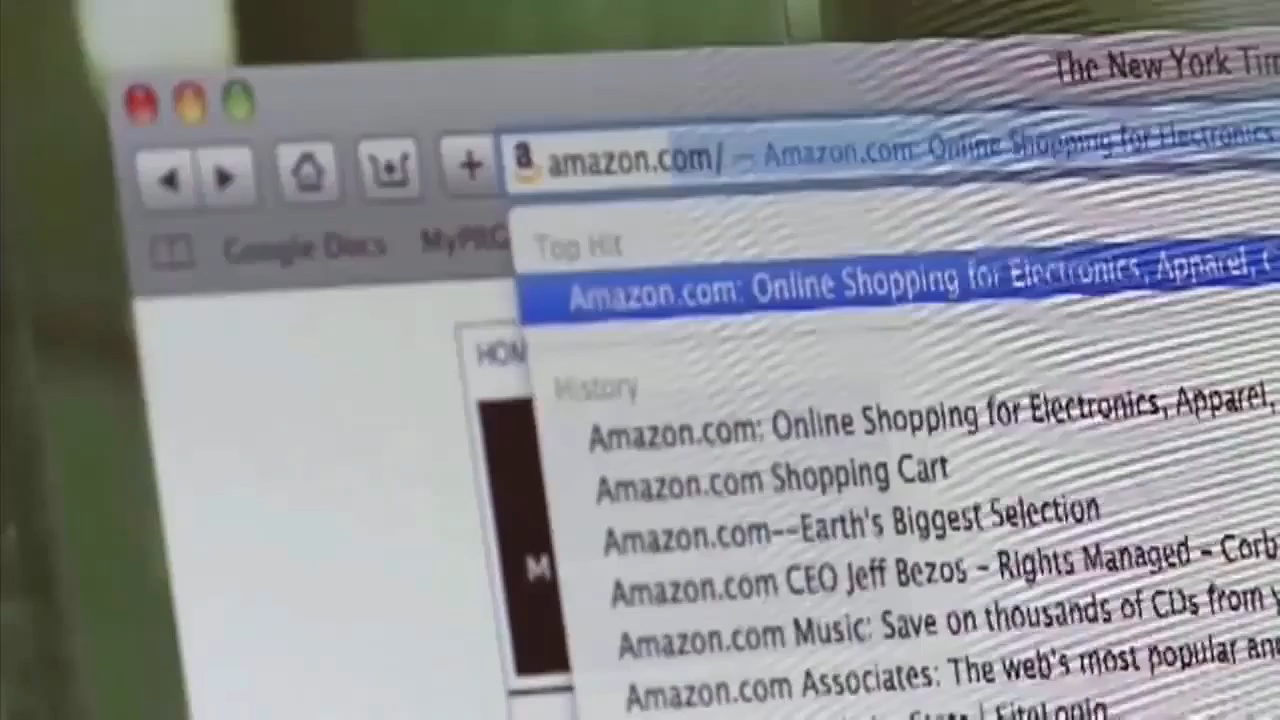 The New York Tim
amazon.com/ — Amazon.com: Online Shopping for Electronics,
Google Docs MyPRG
Top Hit
Amazon.com: Online Shopping for Electronics, Apparel, C
HOM
History
Amazon.com: Online Shopping for Electronics, Apparel,
Amazon.com Shopping Cart
Amazon.com--Earth's Biggest Selection
Amazon.com CEO Jeff Bezos - Rights Managed - Corb
M
Amazon.com Music: Save on thousands of CDs from y
Amazon.com Associates: The web's most popular an